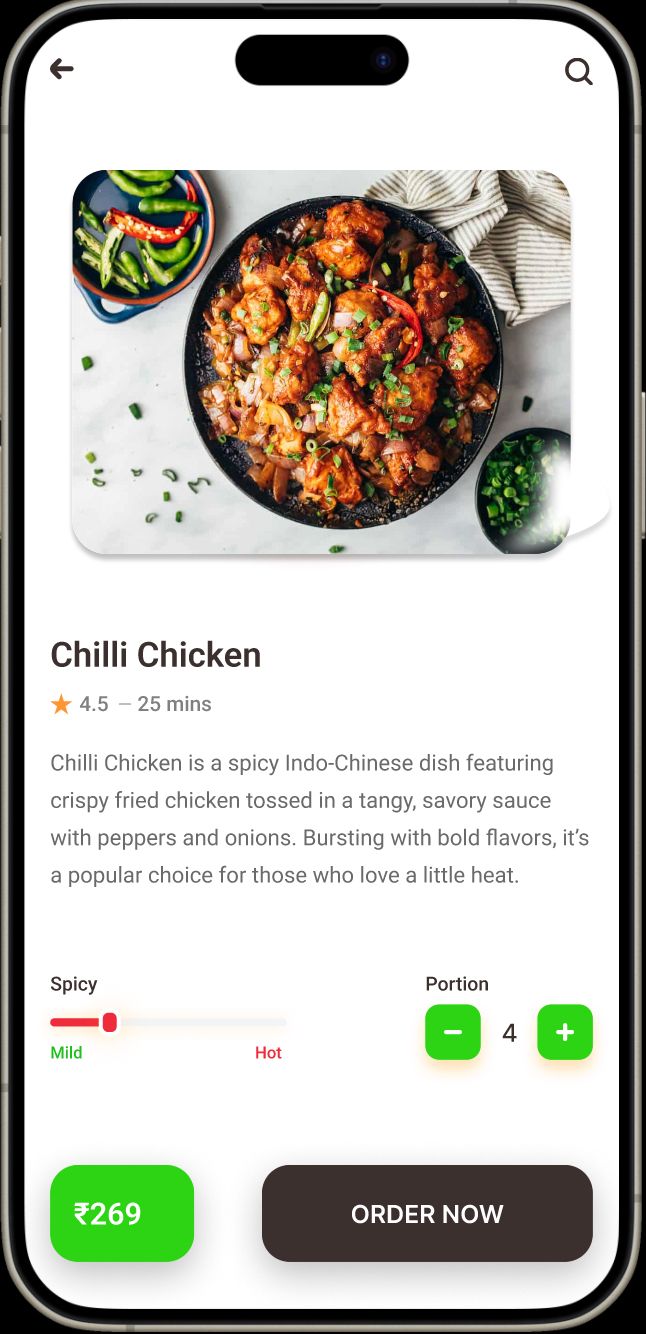 Chilli Chicken
4.5 – 25 mins
Chilli Chicken is a spicy Indo-Chinese dish featuring
crispy fried chicken tossed in a tangy, savory sauce
with peppers and onions. Bursting with bold flavors, it’s
a popular choice for those who love a little heat.
Spicy
Portion
4
Mild
Hot
₹269
ORDER NOW